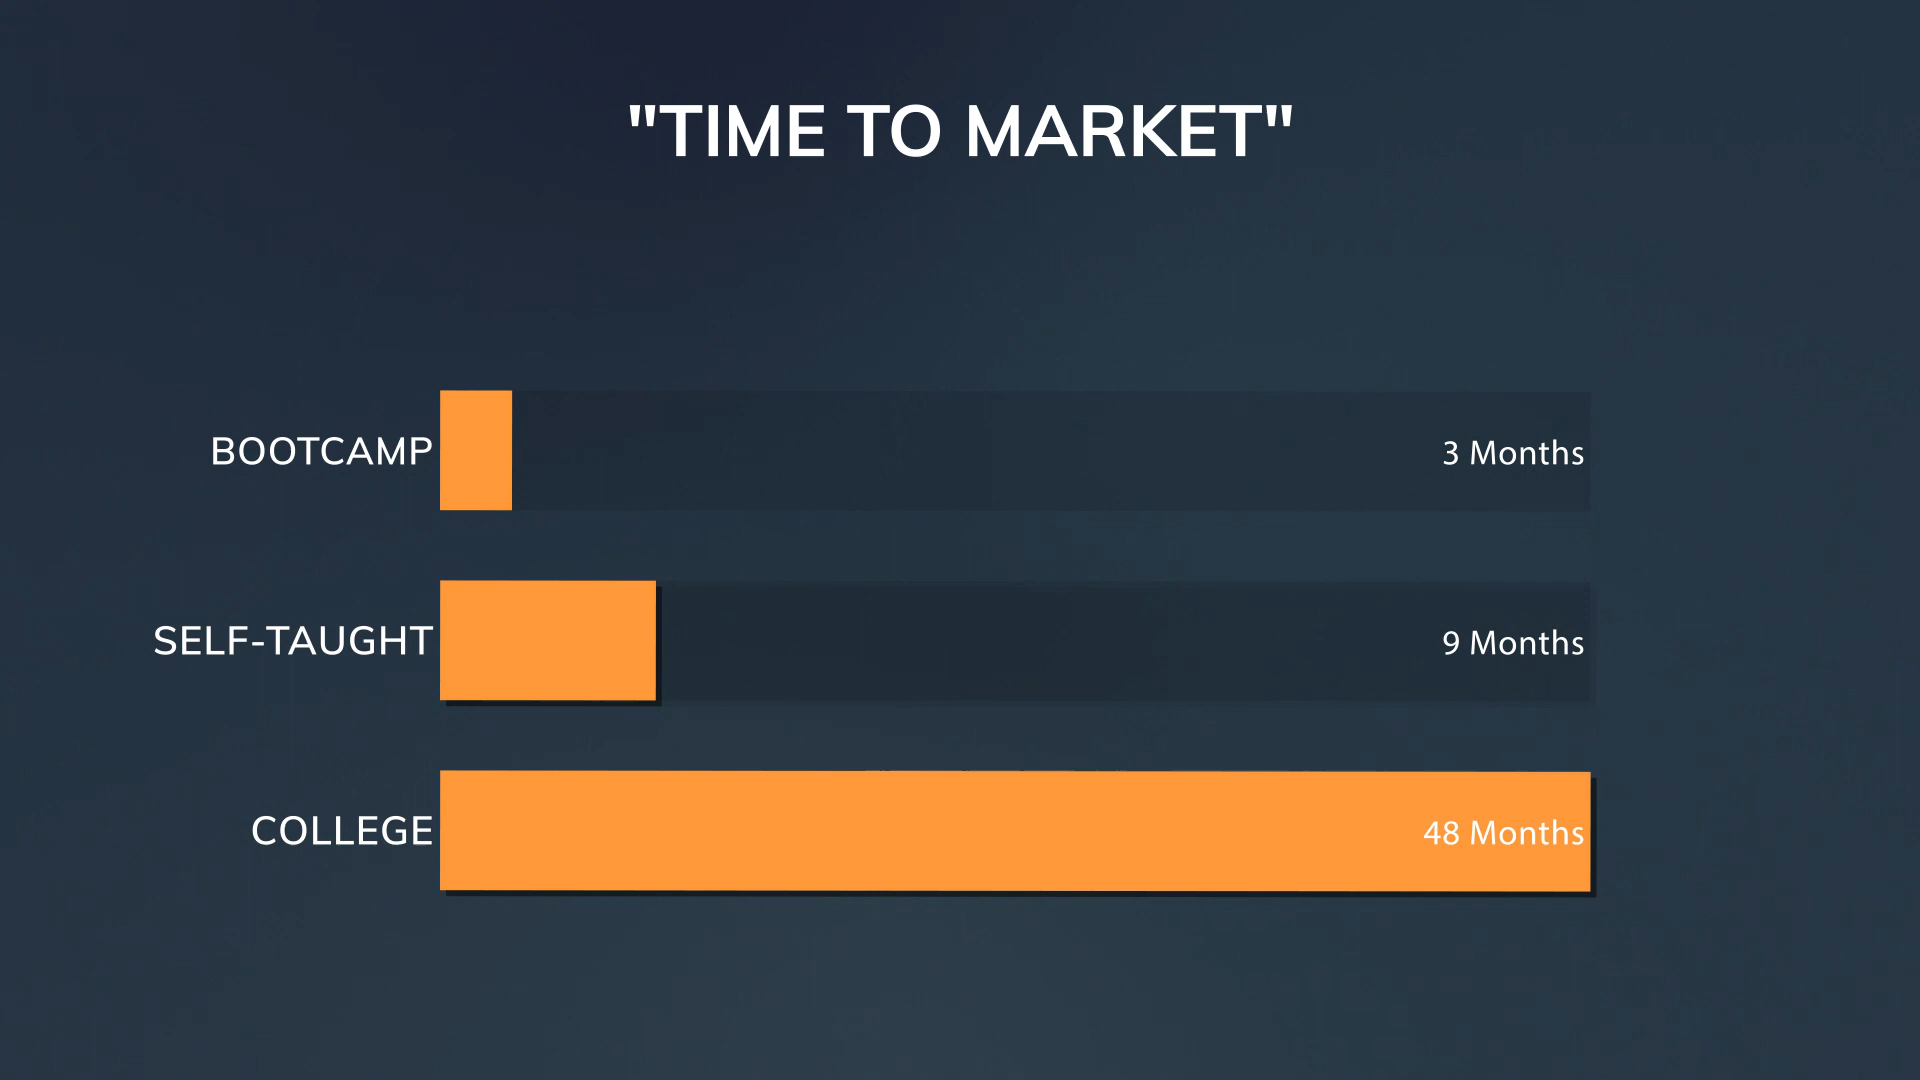 "TIME TO MARKET"
BOOTCAMP 3 Months
SELF-TAUGHT 9 Months
COLLEGE 48 Months